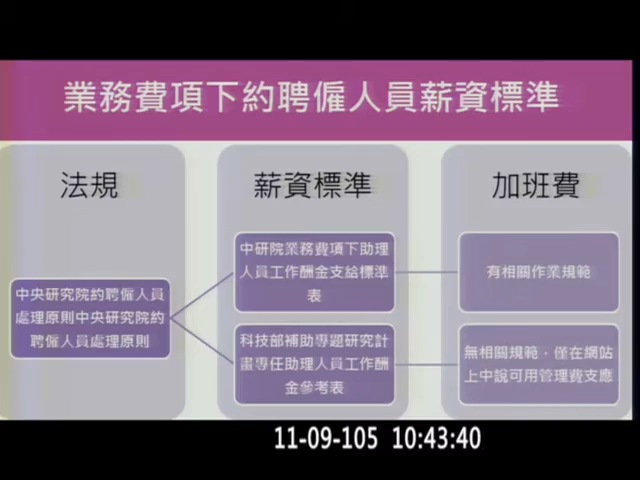 業務費項下約聘僱人員薪資標準
法規
薪資標準
加班費
中央研究院約聘僱人員
處理原則中央研究院約
聘僱人員處理原則
中研院業務費項下助理
人員工作酬金支給標準
表
有相關作業規範
科技部補助專題研究計
畫專任助理人員工作酬
金參考表
無相關規範，僅在網站
上中說可用管理費支應
11-09-105 10:43:40